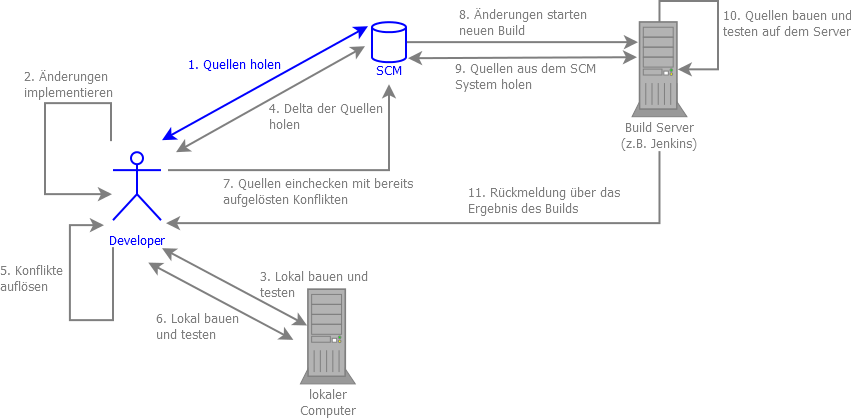 8. Änderungen starten
neuen Build
10. Quellen bauen und
testen auf dem Server
1. Quellen holen
SCM
9. Quellen aus dem SCM
System holen
2. Änderungen
implementieren
4. Delta der Quellen
holen
Build Server
(z.B. Jenkins)
7. Quellen einchecken mit bereits
aufgelösten Konflikten
11. Rückmeldung über das
Ergebnis des Builds
Developer
5. Konflikte
auflösen
3. Lokal bauen und
testen
6. Lokal bauen
und testen
lokaler
Computer